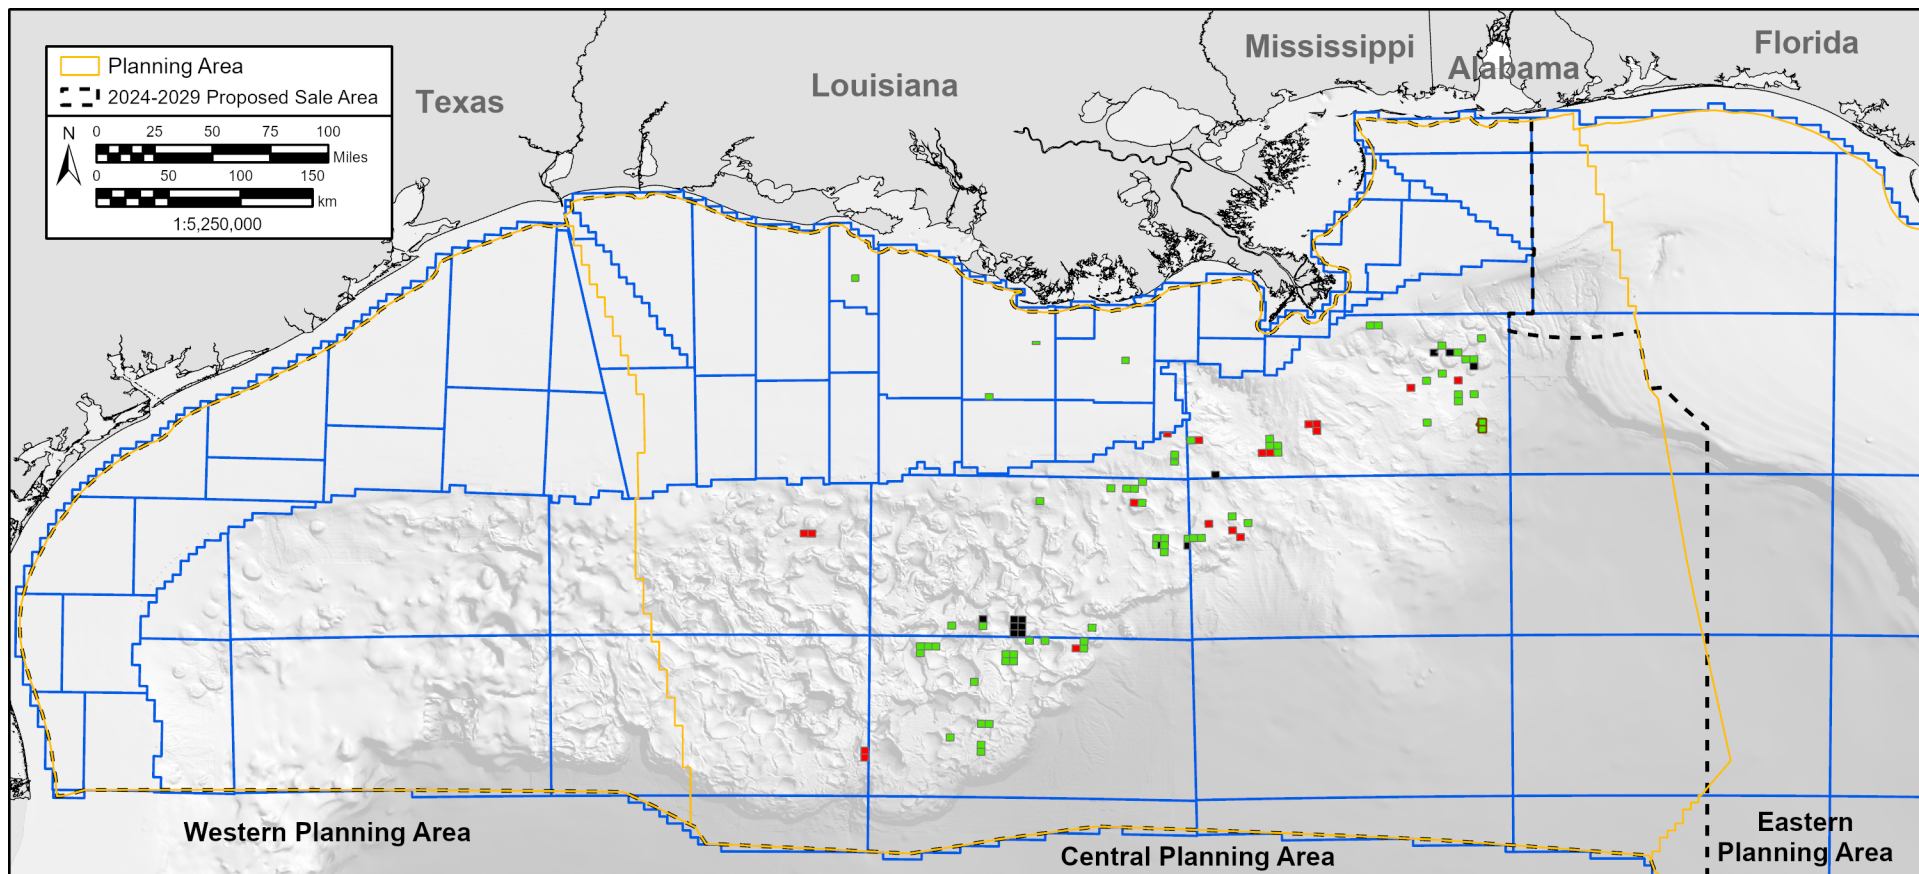 Planning Area
2024-2029 Proposed Sale Area
N
0 25 50 75 100
Miles
0 50 100 150
km
1:5,250,000
Texas
Louisiana
Mississippi
Alabama
Florida
Western Planning Area
Central Planning Area
Eastern
Planning Area